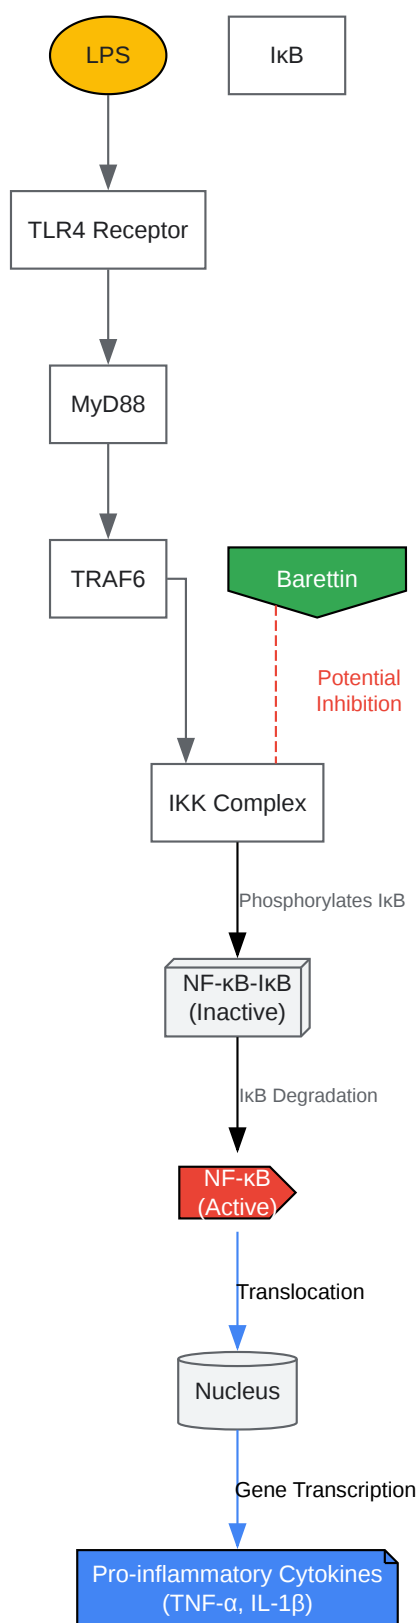 LPS
IκB
TLR4 Receptor
MyD88
TRAF6
Barettin
Potential
Inhibition
IKK Complex
Phosphorylates IκB
NF-κB-IκB
(Inactive)
IκB Degradation
NF-κB
(Active)
Translocation
Nucleus
Gene Transcription
Pro-inflammatory Cytokines
(TNF-α, IL-1β)